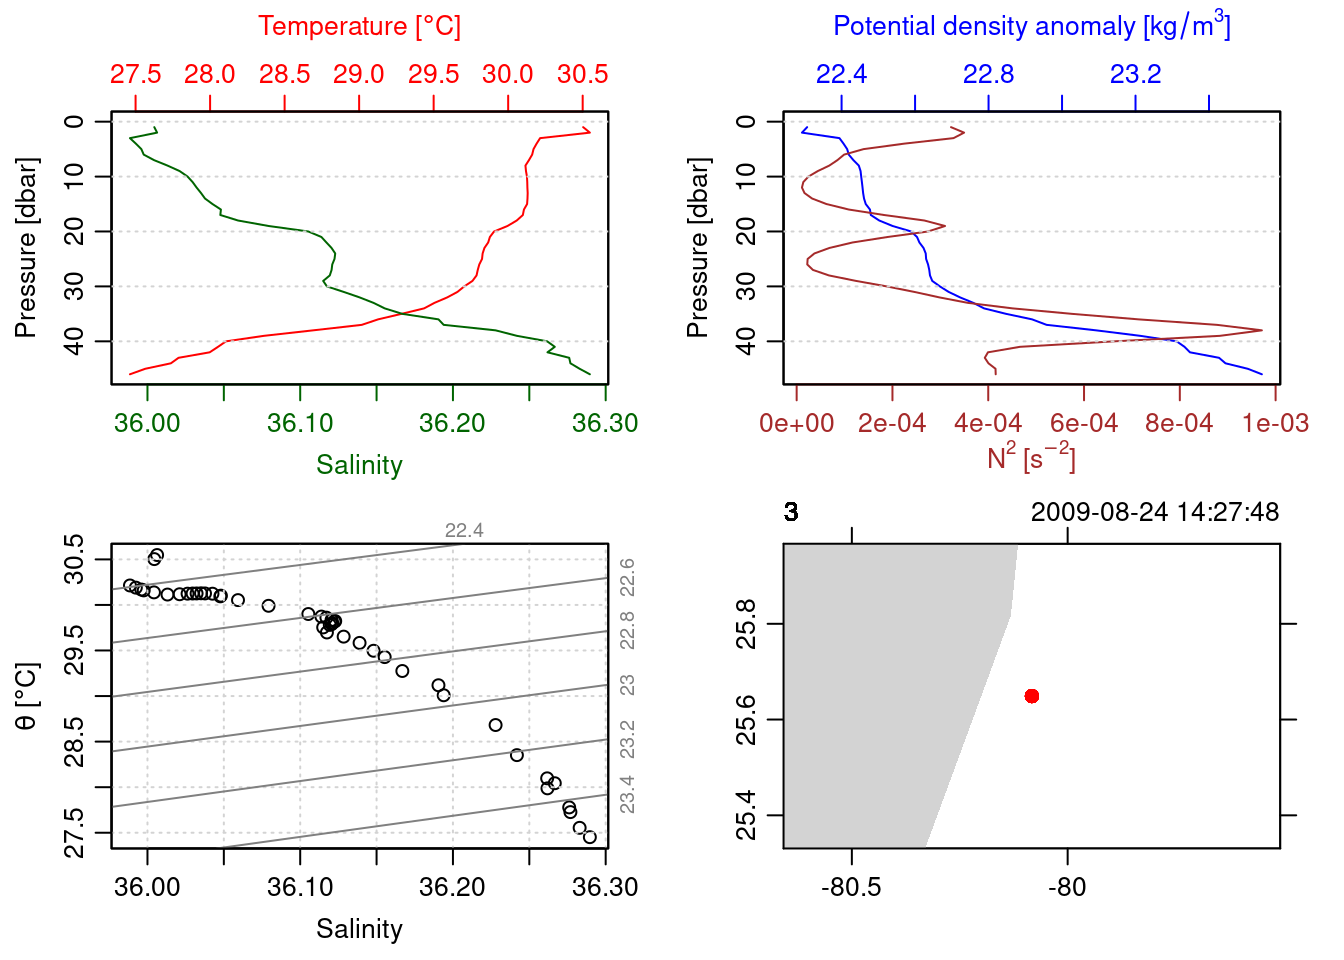 Temperature [°C]
27.5 28.0 28.5 29.0 29.5 30.0 30.5
Pressure [dbar]
0
10
20
30
40
36.00 36.10 36.20 36.30
Salinity
Potential density anomaly [kg/m³]
22.4 22.8 23.2
Pressure [dbar]
0
10
20
30
40
0e+00 2e-04 4e-04 6e-04 8e-04 1e-03
N² [s⁻²]
22.4
θ [°C]
30.5
29.5
28.5
27.5
22.6
22.8
23
23.2
23.4
36.00 36.10 36.20 36.30
Salinity
3 2009-08-24 14:27:48
25.8
25.6
25.4
-80.5 -80